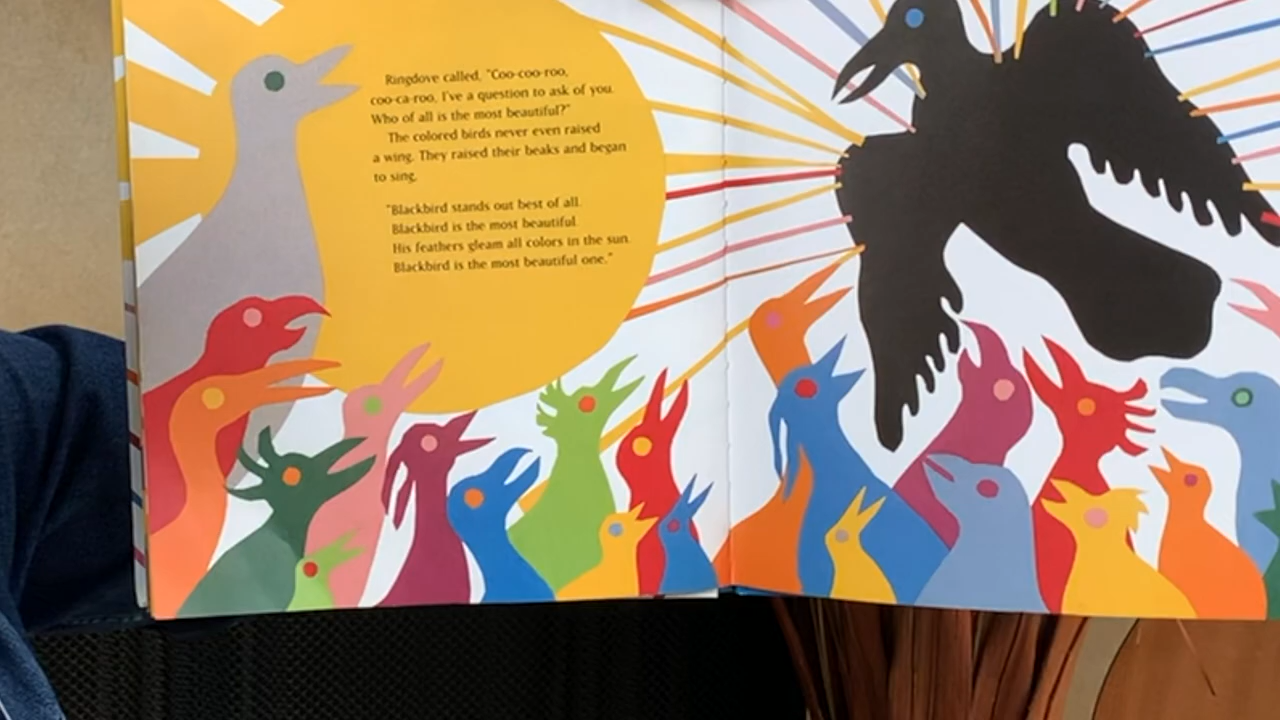 Ringdove called, "Coo-coo-roo,
coo-ca-roo, I've a question to ask of you.
Who of all is the most beautiful?"
The colored birds never even raised
a wing. They raised their beaks and began
to sing,
"Blackbird stands out best of all.
Blackbird is the most beautiful.
His feathers gleam all colors in the sun.
Blackbird is the most beautiful one."